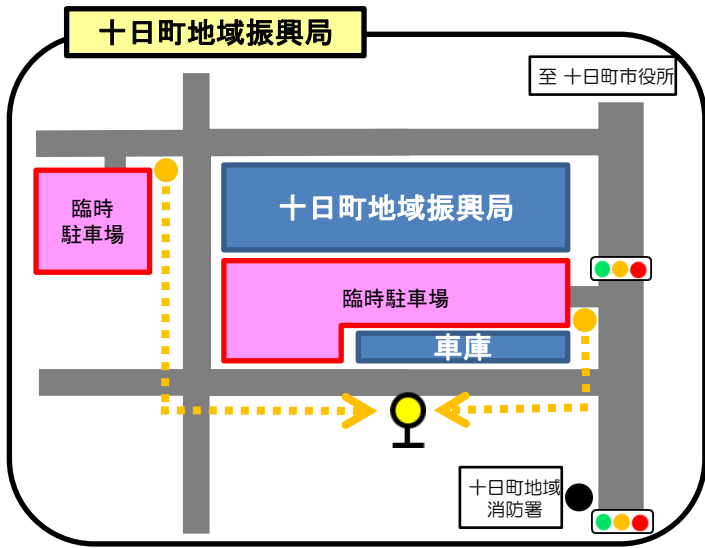 十日町地域振興局
至 十日町市役所
臨時
駐車場
十日町地域振興局
臨時駐車場
車庫
十日町地域
消防署